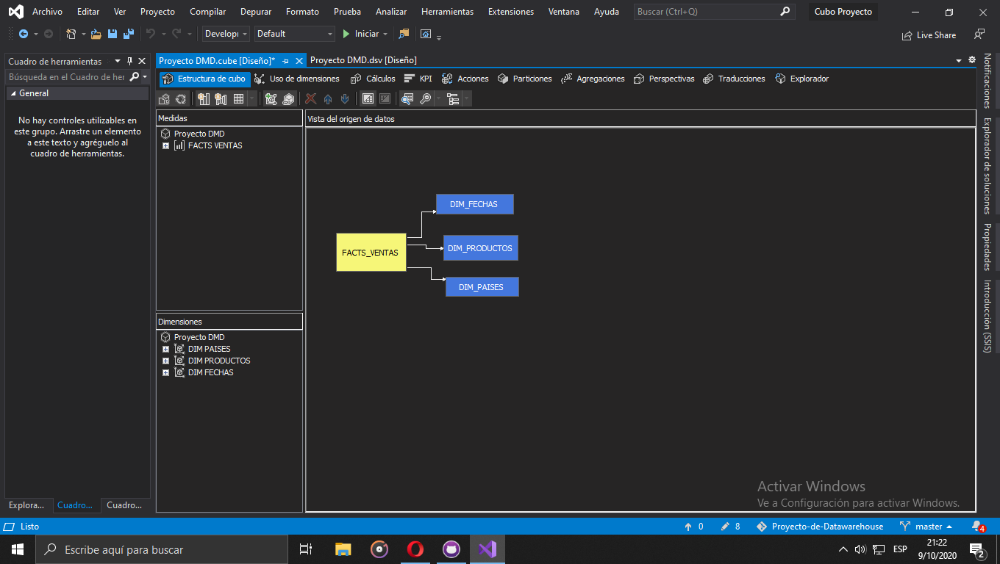 Archivo Editar Ver Proyecto Compilar Depurar Formato Prueba Analizar Herramientas Extensiones Ventana Ayuda Buscar (Ctrl+Q) Cubo Proyecto
Default Iniciar Live Share
Cuadro de herramientas
Proyecto DMD.cube [Diseño]* Proyecto DMD.dsv [Diseño]
Búsqueda en el Cuadro de her
General
No hay controles utilizables en
este grupo. Arrastre un elemento
a este texto y agréguelo al
cuadro de herramientas.
Explora... Cuadro... Cuadro...
Estructura de cubo Uso de dimensiones Cálculos KPI Acciones Particiones Agregaciones Perspectivas Traducciones Explorador
Medidas
Proyecto DMD
FACTS VENTAS
Dimensiones
Proyecto DMD
DIM PAISES
DIM PRODUCTOS
DIM FECHAS
Vista del origen de datos
DIM_FECHAS
FACTS_VENTAS
DIM_PRODUCTOS
DIM_PAISES
Activar Windows
Ve a Configuración para activar Windows.
Notificaciones
Explorador de soluciones
Propiedades
Introducción (SSIS)
Listo 0 8 Proyecto-de-Datawarehouse master 4
Escribe aquí para buscar
ESP
21:22
9/10/2020
2